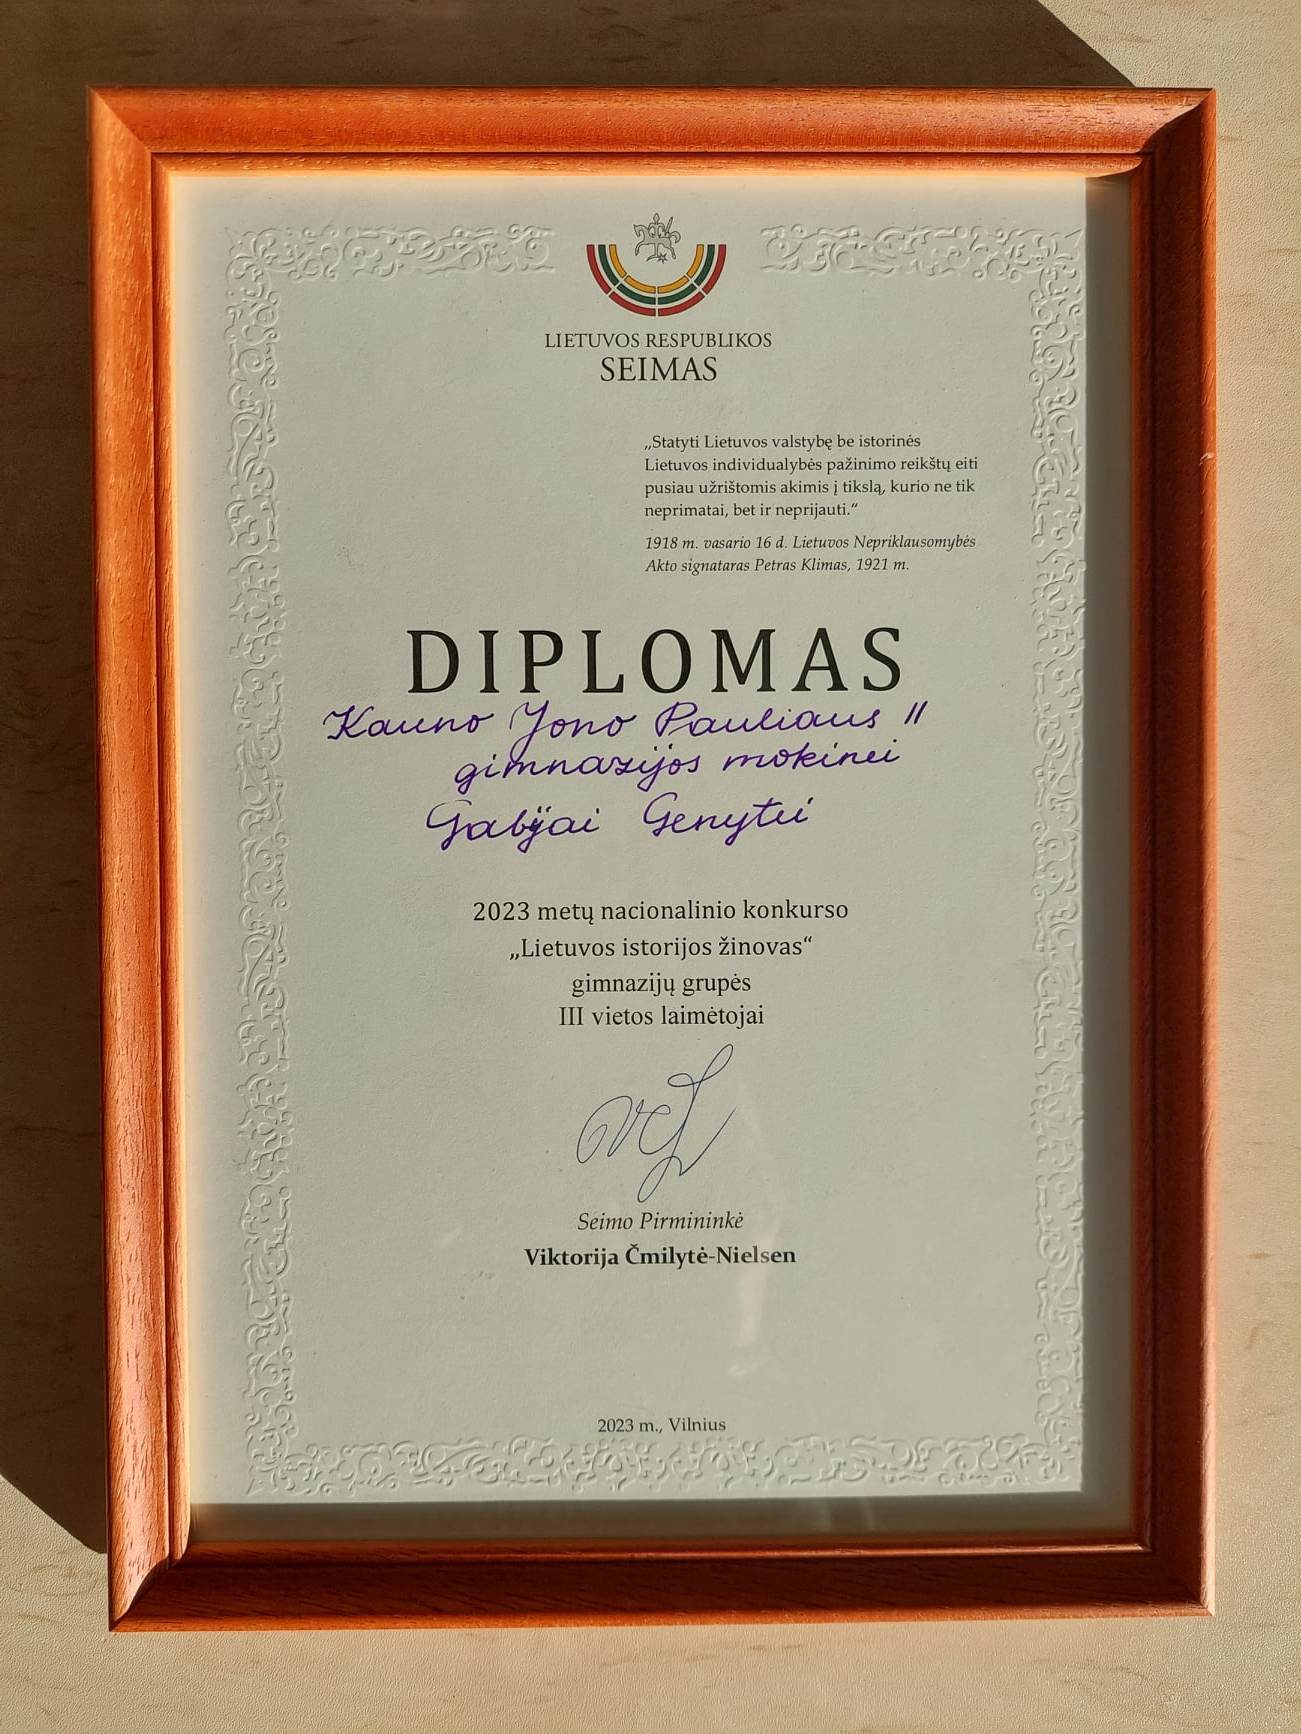 LIETUVOS RESPUBLIKOS
SEIMAS
„Statyti Lietuvos valstybę be istorinės
Lietuvos individualybės pažinimo reikštų eiti
pusiau užrištomis akimis į tikslą, kurio ne tik
neprimatai, bet ir neprijauti.“
1918 m. vasario 16 d. Lietuvos Nepriklausomybės
Akto signataras Petras Klimas, 1921 m.
DIPLOMAS
Kauno Jono Pauliaus II
gimnazijos mokinei
Gabijai Genytei
2023 metų nacionalinio konkurso
„Lietuvos istorijos žinovas“
gimnazijų grupės
III vietos laimėtojai
Seimo Pirmininkė
Viktorija Čmilytė-Nielsen
2023 m., Vilnius